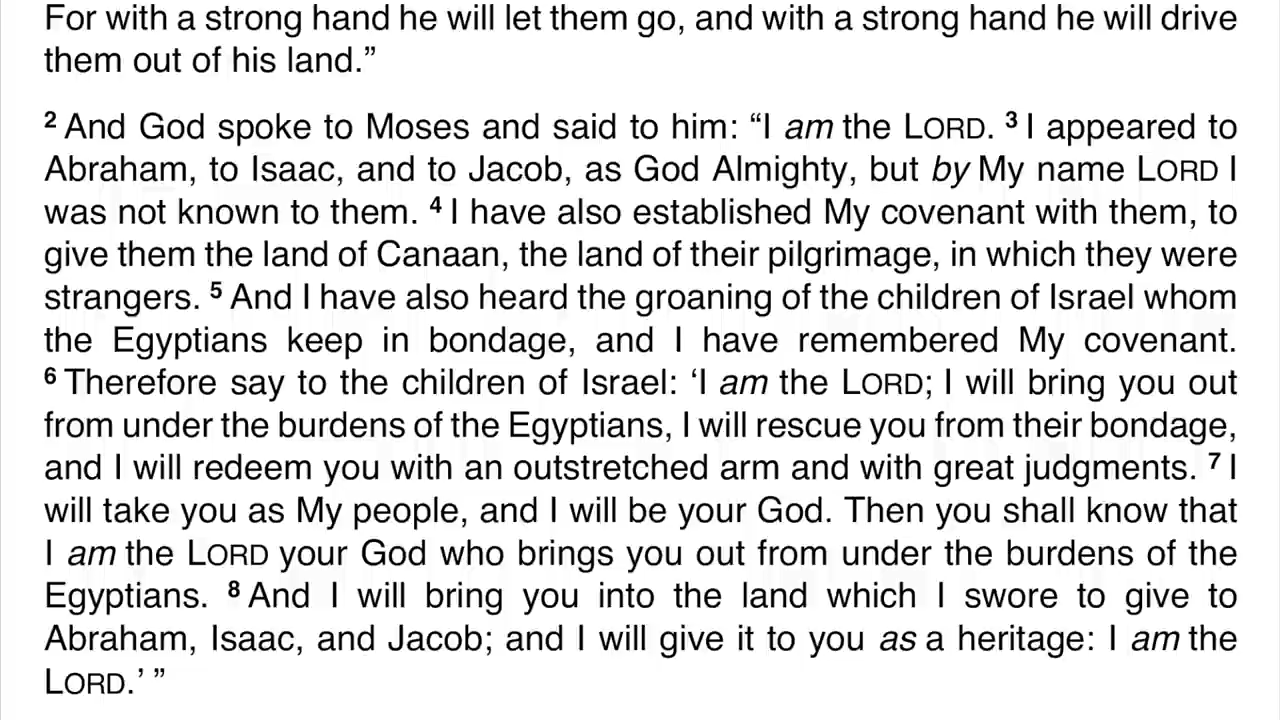 For with a strong hand he will let them go, and with a strong hand he will drive
them out of his land.”
2 And God spoke to Moses and said to him: “I am the LORD. 3 I appeared to
Abraham, to Isaac, and to Jacob, as God Almighty, but by My name LORD I
was not known to them. 4 I have also established My covenant with them, to
give them the land of Canaan, the land of their pilgrimage, in which they were
strangers. 5 And I have also heard the groaning of the children of Israel whom
the Egyptians keep in bondage, and I have remembered My covenant.
6 Therefore say to the children of Israel: ‘I am the LORD; I will bring you out
from under the burdens of the Egyptians, I will rescue you from their bondage,
and I will redeem you with an outstretched arm and with great judgments. 7 I
will take you as My people, and I will be your God. Then you shall know that
I am the LORD your God who brings you out from under the burdens of the
Egyptians. 8 And I will bring you into the land which I swore to give to
Abraham, Isaac, and Jacob; and I will give it to you as a heritage: I am the
LORD.’ ”